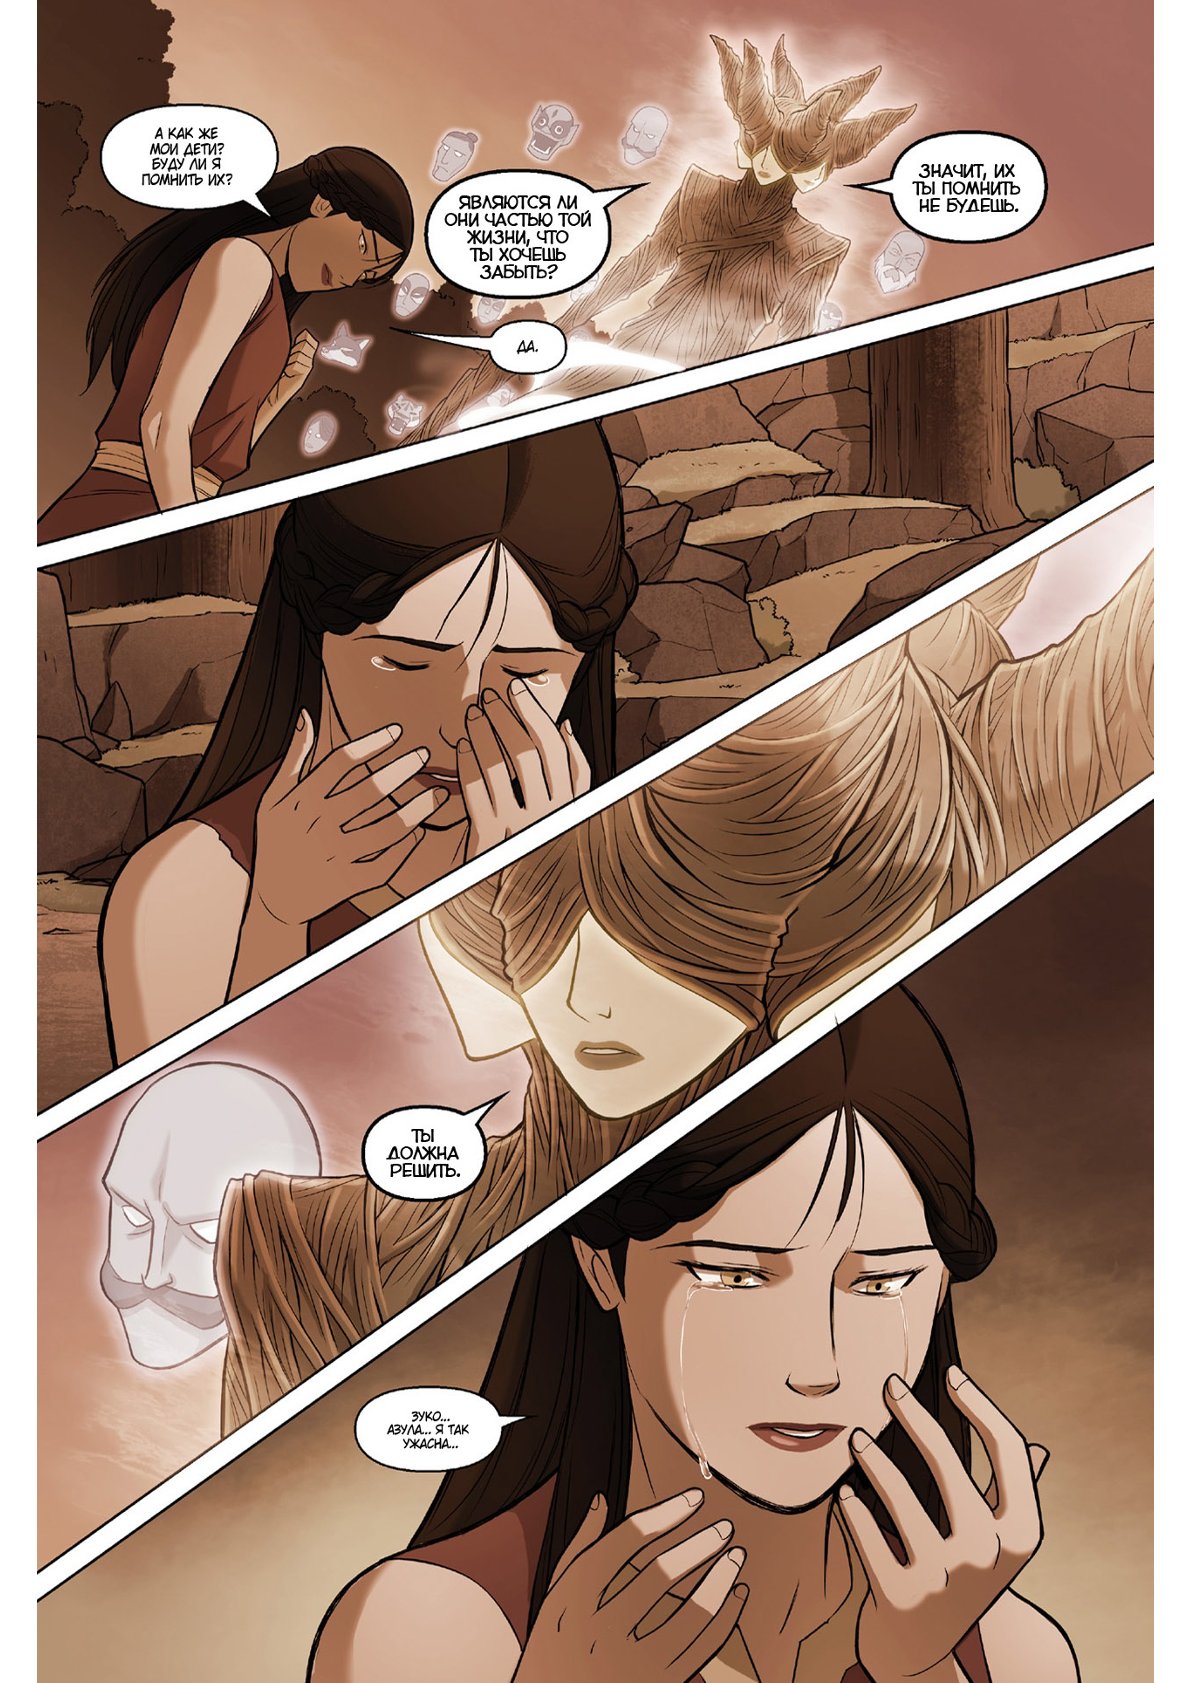 А КАК ЖЕ
МОИ ДЕТИ?
БУДУ ЛИ Я
ПОМНИТЬ ИХ?
ЯВЛЯЮТСЯ ЛИ
ОНИ ЧАСТЬЮ ТОЙ
ЖИЗНИ, ЧТО
ТЫ ХОЧЕШЬ
ЗАБЫТЬ?
ДА.
ЗНАЧИТ, ИХ
ТЫ ПОМНИТЬ
НЕ БУДЕШЬ.
ТЫ
ДОЛЖНА
РЕШИТЬ.
ЗУКО...
АЗУЛА... Я ТАК
УЖАСНА...